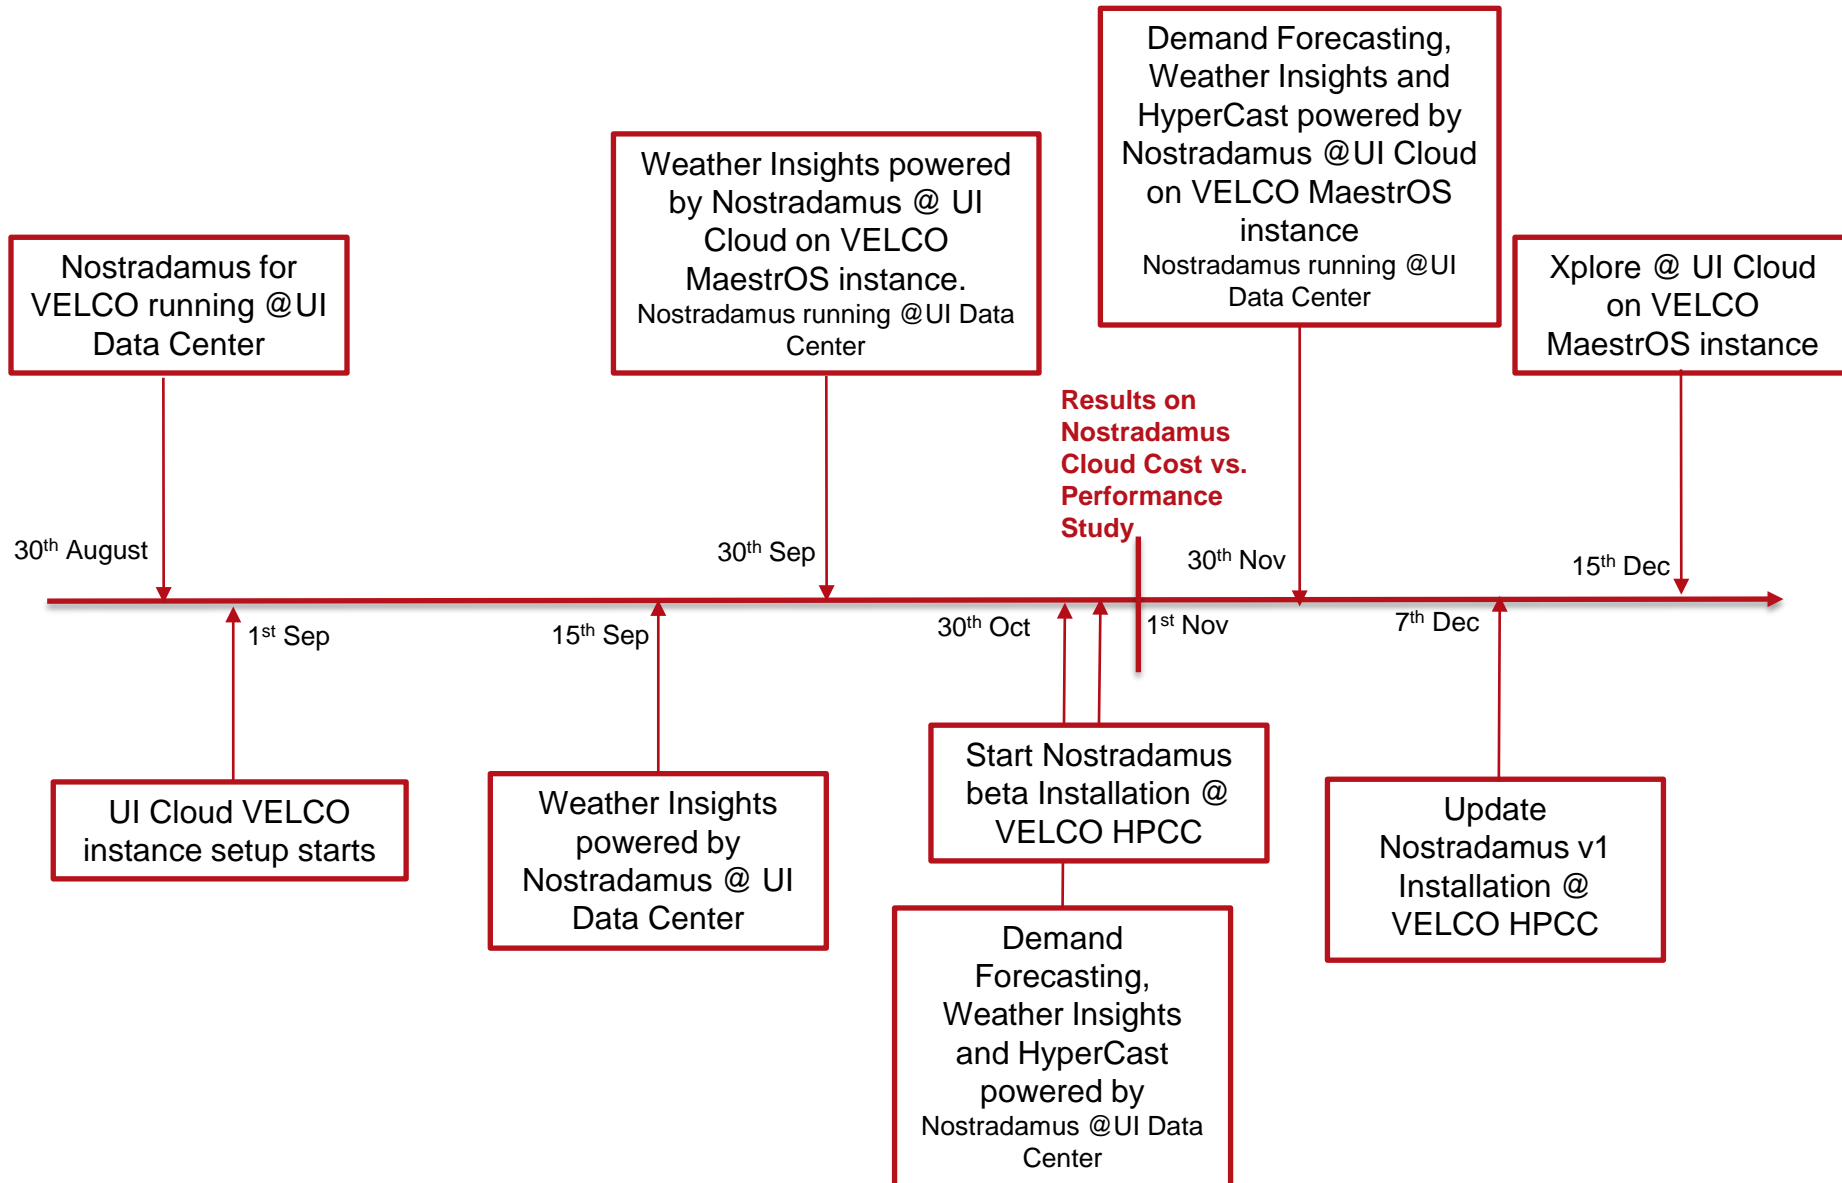 Demand Forecasting,
Weather Insights and
HyperCast powered by
Nostradamus @UI Cloud
on VELCO MaestrOS
instance
Nostradamus running @UI
Data Center
Weather Insights powered
by Nostradamus @ UI
Cloud on VELCO
MaestrOS instance.
Nostradamus running @UI Data
Center
Nostradamus for
VELCO running @UI
Data Center
Xplore @ UI Cloud
on VELCO
MaestrOS instance
Results on
Nostradamus
Cloud Cost vs.
Performance
Study
30th August
30th Sep
30th Nov
15th Dec
1st Sep
15th Sep
30th Oct
1st Nov
7th Dec
UI Cloud VELCO
instance setup starts
Weather Insights
powered by
Nostradamus @ UI
Data Center
Start Nostradamus
beta Installation @
VELCO HPCC
Update
Nostradamus v1
Installation @
VELCO HPCC
Demand
Forecasting,
Weather Insights
and HyperCast
powered by
Nostradamus @UI Data
Center